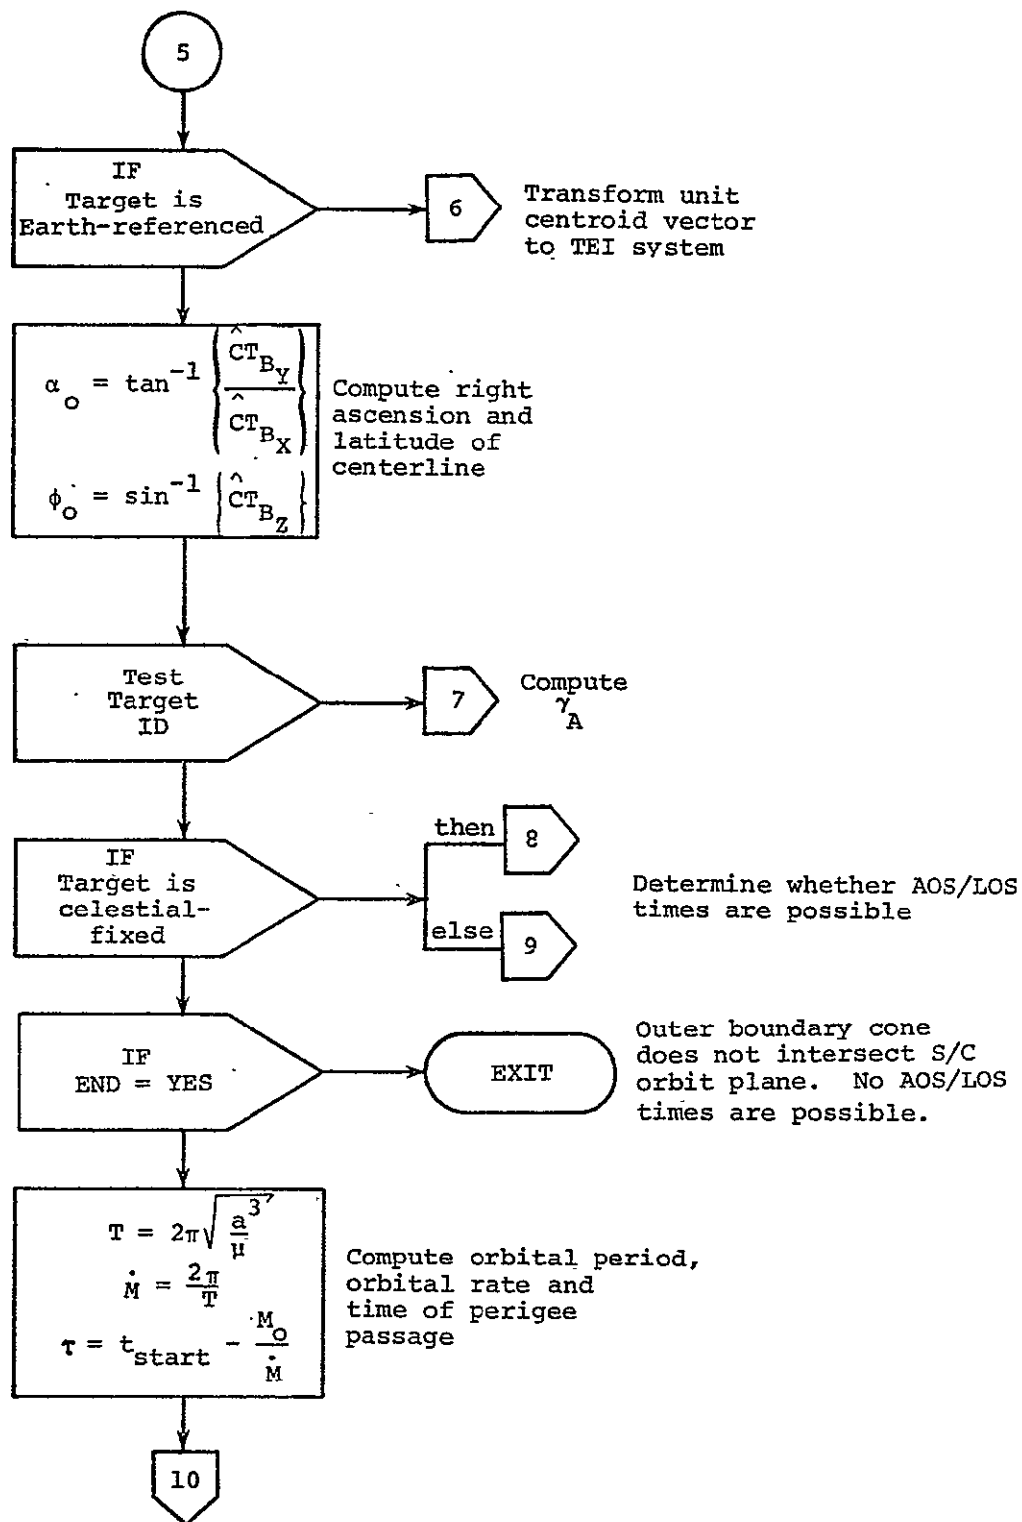 5
IF
Target is
Earth-referenced
6
Transform unit
centroid vector
to TEI system
α_o = tan^-1 { ĈT_B_Y / ĈT_B_X }
φ_o = sin^-1 { ĈT_B_Z }
Compute right
ascension and
latitude of
centerline
Test
Target
ID
7
Compute
γ_A
IF
Target is
celestial-
fixed
then
8
else
9
Determine whether AOS/LOS
times are possible
IF
END = YES
EXIT
Outer boundary cone
does not intersect S/C
orbit plane. No AOS/LOS
times are possible.
T = 2π√(a^3/μ)
Ṁ = 2π/T
τ = t_start - M_o/Ṁ
Compute orbital period,
orbital rate and
time of perigee
passage
10